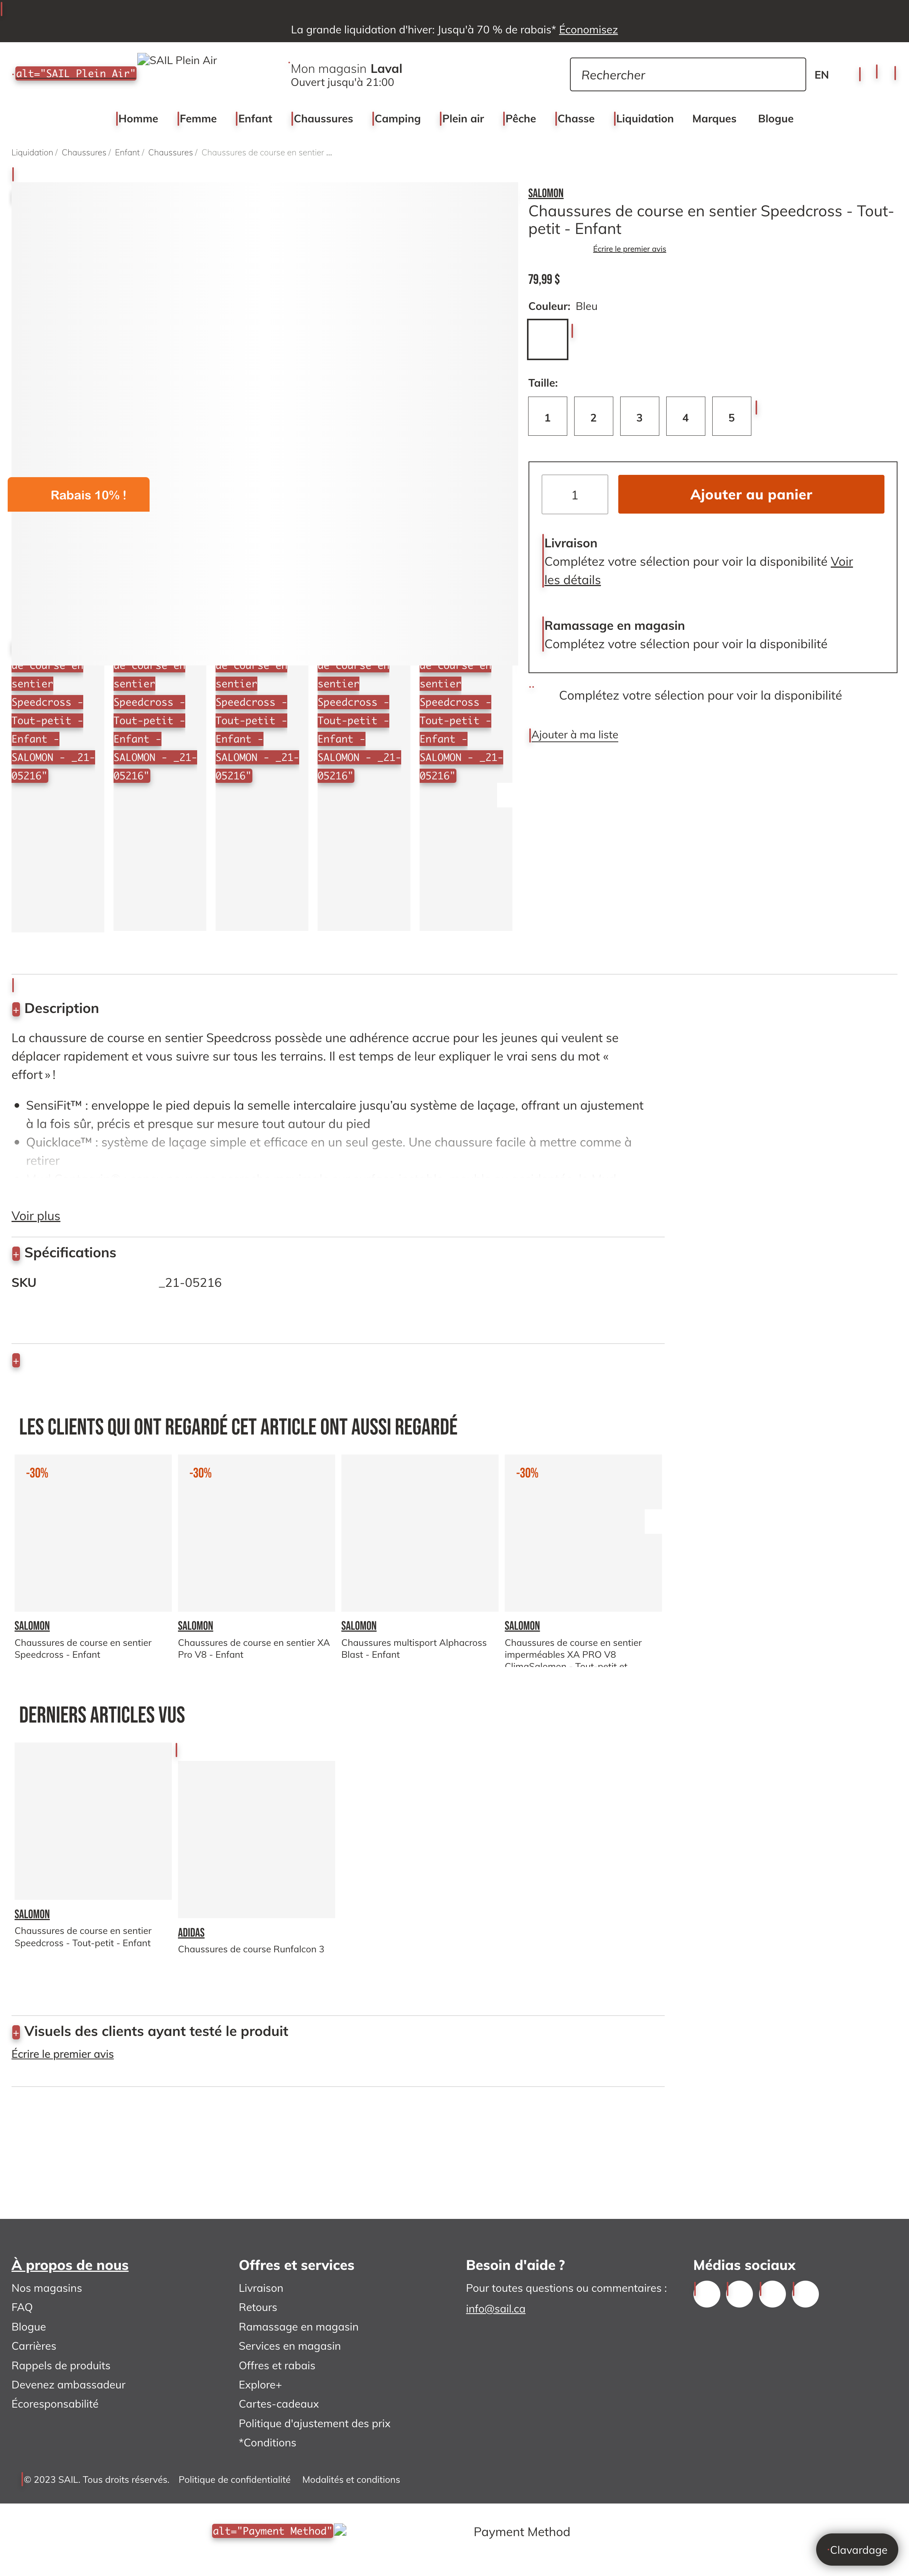 La grande liquidation d'hiver: Jusqu'à 70 % de rabais* Économisez
alt="SAIL Plein Air"
SAIL Plein Air
Mon magasin Laval
Ouvert jusqu'à 21:00
Rechercher
EN
Homme
Femme
Enfant
Chaussures
Camping
Plein air
Pêche
Chasse
Liquidation
Marques
Blogue
Liquidation / Chaussures / Enfant / Chaussures / Chaussures de course en sentier ...
SALOMON
Chaussures de course en sentier Speedcross - Tout-
petit - Enfant
Écrire le premier avis
79,99 $
Couleur: Bleu
Taille:
1
2
3
4
5
Rabais 10% !
1
Ajouter au panier
Livraison
Complétez votre sélection pour voir la disponibilité Voir
les détails
Ramassage en magasin
Complétez votre sélection pour voir la disponibilité
Complétez votre sélection pour voir la disponibilité
Ajouter à ma liste
de course en
sentier
Speedcross -
Tout-petit -
Enfant -
SALOMON - _21-
05216"
de course en
sentier
Speedcross -
Tout-petit -
Enfant -
SALOMON - _21-
05216"
de course en
sentier
Speedcross -
Tout-petit -
Enfant -
SALOMON - _21-
05216"
de course en
sentier
Speedcross -
Tout-petit -
Enfant -
SALOMON - _21-
05216"
de course en
sentier
Speedcross -
Tout-petit -
Enfant -
SALOMON - _21-
05216"
+ Description
La chaussure de course en sentier Speedcross possède une adhérence accrue pour les jeunes qui veulent se
déplacer rapidement et vous suivre sur tous les terrains. Il est temps de leur expliquer le vrai sens du mot «
effort » !
• SensiFit™ : enveloppe le pied depuis la semelle intercalaire jusqu’au système de laçage, offrant un ajustement
à la fois sûr, précis et presque sur mesure tout autour du pied
• Quicklace™ : système de laçage simple et efficace en un seul geste. Une chaussure facile à mettre comme à
retirer
Voir plus
+ Spécifications
SKU _21-05216
+
LES CLIENTS QUI ONT REGARDÉ CET ARTICLE ONT AUSSI REGARDÉ
-30%
-30%
-30%
SALOMON
Chaussures de course en sentier
Speedcross - Enfant
SALOMON
Chaussures de course en sentier XA
Pro V8 - Enfant
SALOMON
Chaussures multisport Alphacross
Blast - Enfant
SALOMON
Chaussures de course en sentier
imperméables XA PRO V8
ClimaSalomon - Tout-petit et
DERNIERS ARTICLES VUS
SALOMON
Chaussures de course en sentier
Speedcross - Tout-petit - Enfant
ADIDAS
Chaussures de course Runfalcon 3
+ Visuels des clients ayant testé le produit
Écrire le premier avis
À propos de nous
Nos magasins
FAQ
Blogue
Carrières
Rappels de produits
Devenez ambassadeur
Écoresponsabilité
Offres et services
Livraison
Retours
Ramassage en magasin
Services en magasin
Offres et rabais
Explore+
Cartes-cadeaux
Politique d'ajustement des prix
*Conditions
Besoin d'aide ?
Pour toutes questions ou commentaires :
info@sail.ca
Médias sociaux
© 2023 SAIL. Tous droits réservés. Politique de confidentialité Modalités et conditions
alt="Payment Method"
Payment Method
Clavardage